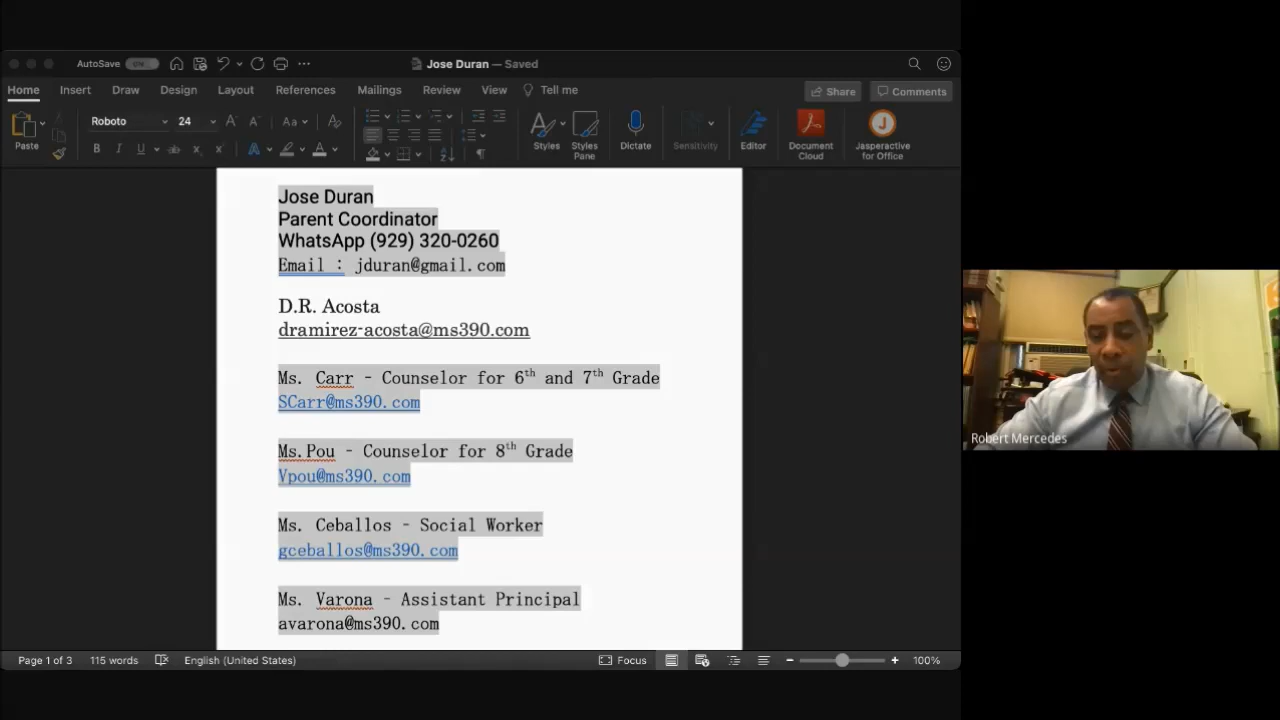 AutoSave
Jose Duran — Saved
Home Insert Draw Design Layout References Mailings Review View Tell me
Share Comments
Paste
Roboto 24
Styles
Styles Pane
Dictate
Sensitivity
Editor
Document Cloud
Jasperactive for Office
Jose Duran
Parent Coordinator
WhatsApp (929) 320-0260
Email : jduran@gmail.com
D.R. Acosta
dramirez-acosta@ms390.com
Ms. Carr - Counselor for 6th and 7th Grade
SCarr@ms390.com
Ms.Pou - Counselor for 8th Grade
Vpou@ms390.com
Ms. Ceballos - Social Worker
gceballos@ms390.com
Ms. Varona - Assistant Principal
avarona@ms390.com
Robert Mercedes
Page 1 of 3 115 words English (United States) Focus 100%